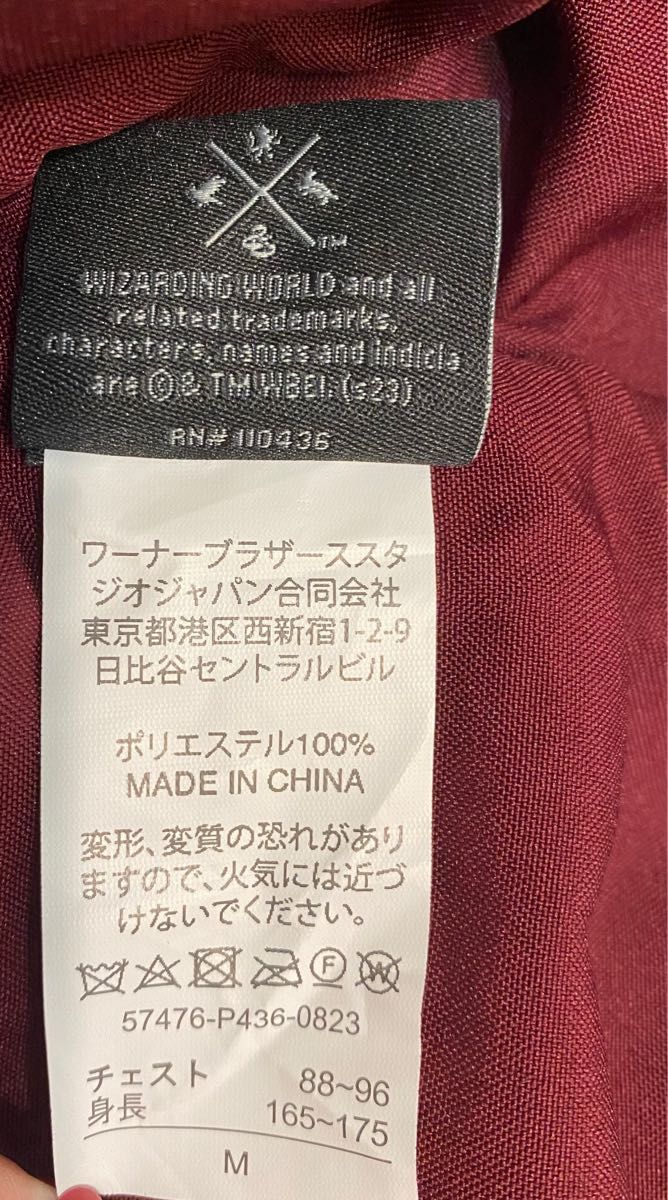 TM
WIZARDING WORLD and all
related trademarks,
characters, names and indicia
are © & TM WBEI. (s23)
RN# 110436
ワーナーブラザーススタ
ジオジャパン合同会社
東京都港区西新宿1-2-9
日比谷セントラルビル
ポリエステル100%
MADE IN CHINA
変形、変質の恐れがあり
ますので、火気には近づ
けないでください。
F W
57476-P436-0823
チェスト 88~96
身長 165~175
M